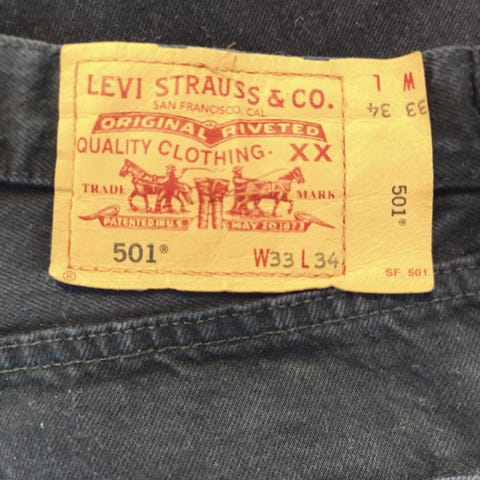 LEVI STRAUSS & CO.
SAN FRANCISCO, CAL.
ORIGINAL RIVETED
QUALITY CLOTHING. XX
TRADE MARK
PATENTED IN U.S. MAY 20 1873
501® W33 L34
®
W L
33 34
501®
SF 501